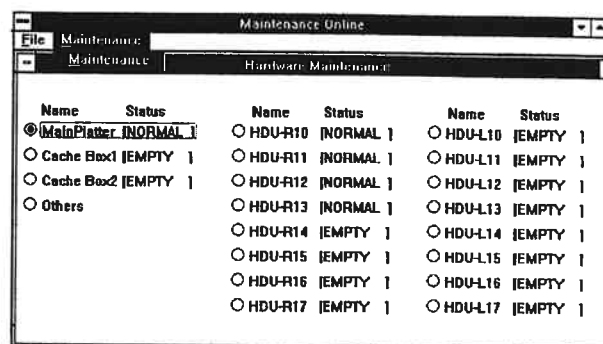 Maintenance Online
File Maintenance
Maintenance Hardware Maintenance
Name Status Name Status Name Status
MainPlatter [NORMAL ] HDU-R10 [NORMAL ] HDU-L10 [EMPTY ]
Cache Box1 [EMPTY ] HDU-R11 [NORMAL ] HDU-L11 [EMPTY ]
Cache Box2 [EMPTY ] HDU-R12 [NORMAL ] HDU-L12 [EMPTY ]
Others HDU-R13 [NORMAL ] HDU-L13 [EMPTY ]
HDU-R14 [EMPTY ] HDU-L14 [EMPTY ]
HDU-R15 [EMPTY ] HDU-L15 [EMPTY ]
HDU-R16 [EMPTY ] HDU-L16 [EMPTY ]
HDU-R17 [EMPTY ] HDU-L17 [EMPTY ]